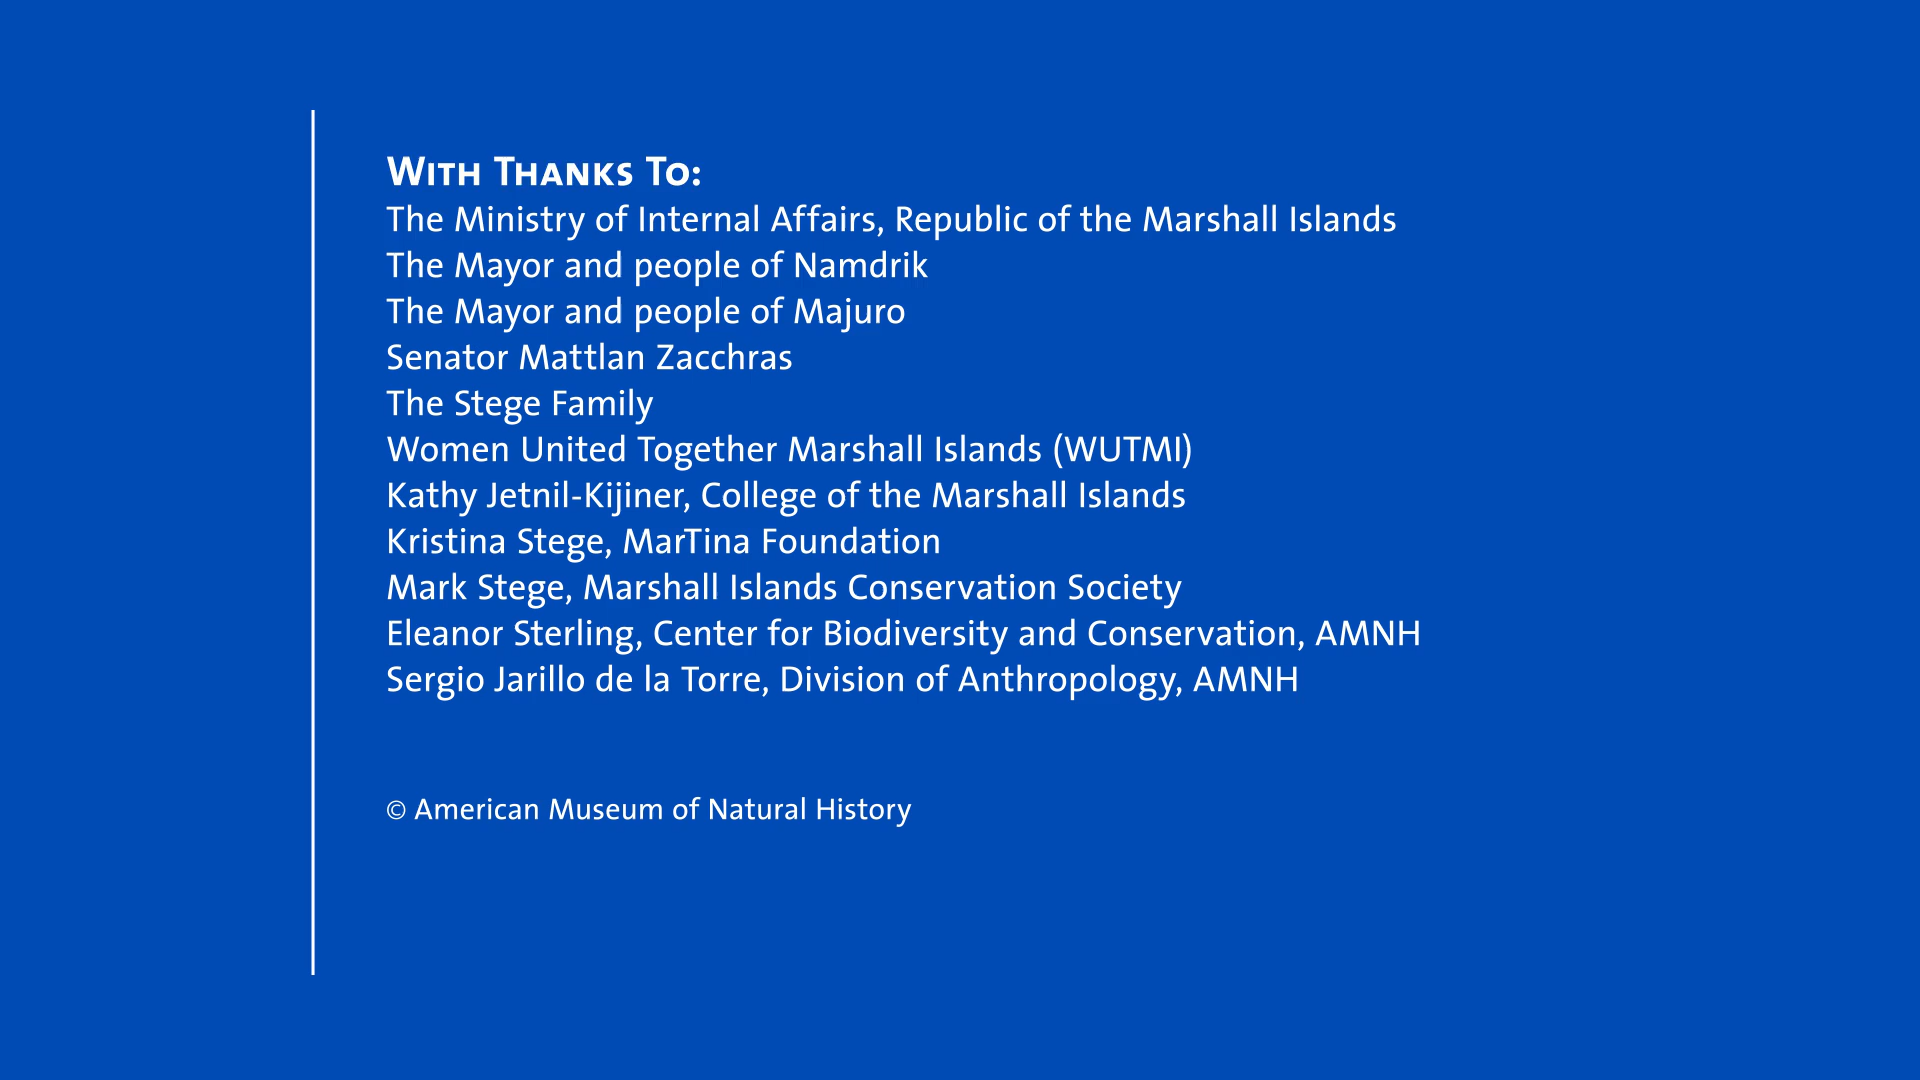 With Thanks To:
The Ministry of Internal Affairs, Republic of the Marshall Islands
The Mayor and people of Namdrik
The Mayor and people of Majuro
Senator Mattlan Zacchras
The Stege Family
Women United Together Marshall Islands (WUTMI)
Kathy Jetnil-Kijiner, College of the Marshall Islands
Kristina Stege, MarTina Foundation
Mark Stege, Marshall Islands Conservation Society
Eleanor Sterling, Center for Biodiversity and Conservation, AMNH
Sergio Jarillo de la Torre, Division of Anthropology, AMNH
© American Museum of Natural History